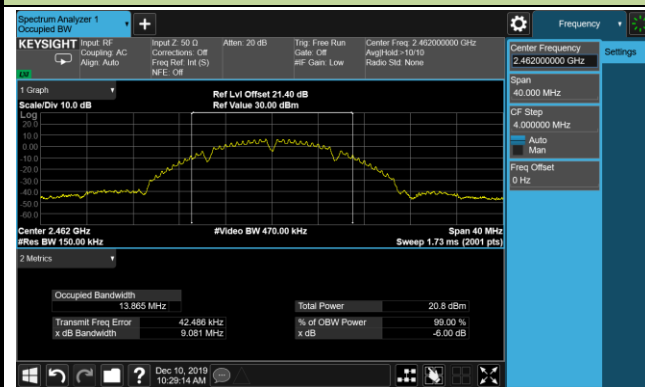 Spectrum Analyzer 1
Occupied BW
+
Frequency
KEYSIGHT
Input: RF
Coupling: AC
Align: Auto
Input Z: 50 Ω
Corrections: Off
Freq Ref: Int (S)
NFE: Off
Atten: 20 dB
Trig: Free Run
Gate: Off
#IF Gain: Low
Center Freq: 2.462000000 GHz
Avg|Hold:>10/10
Radio Std: None
Center Frequency
2.462000000 GHz
Settings
Span
40.000 MHz
CF Step
4.000000 MHz
Auto
Man
Freq Offset
0 Hz
1 Graph
Scale/Div 10.0 dB
Ref Lvl Offset 21.40 dB
Ref Value 30.00 dBm
Log
20.0
10.0
0.00
-10.0
-20.0
-30.0
-40.0
-50.0
-60.0
Center 2.462 GHz
#Res BW 150.00 kHz
#Video BW 470.00 kHz
Span 40 MHz
Sweep 1.73 ms (2001 pts)
2 Metrics
Occupied Bandwidth
13.865 MHz
Total Power
20.8 dBm
Transmit Freq Error
42.486 kHz
% of OBW Power
99.00 %
x dB Bandwidth
9.081 MHz
x dB
-6.00 dB
?
Dec 10, 2019
10:29:14 AM